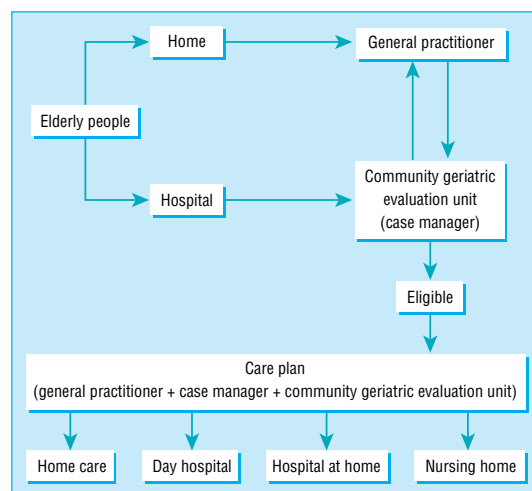 Home
General practitioner
Elderly people
Hospital
Community geriatric
evaluation unit
(case manager)
Eligible
Care plan
(general practitioner + case manager + community geriatric evaluation unit)
Home care
Day hospital
Hospital at home
Nursing home